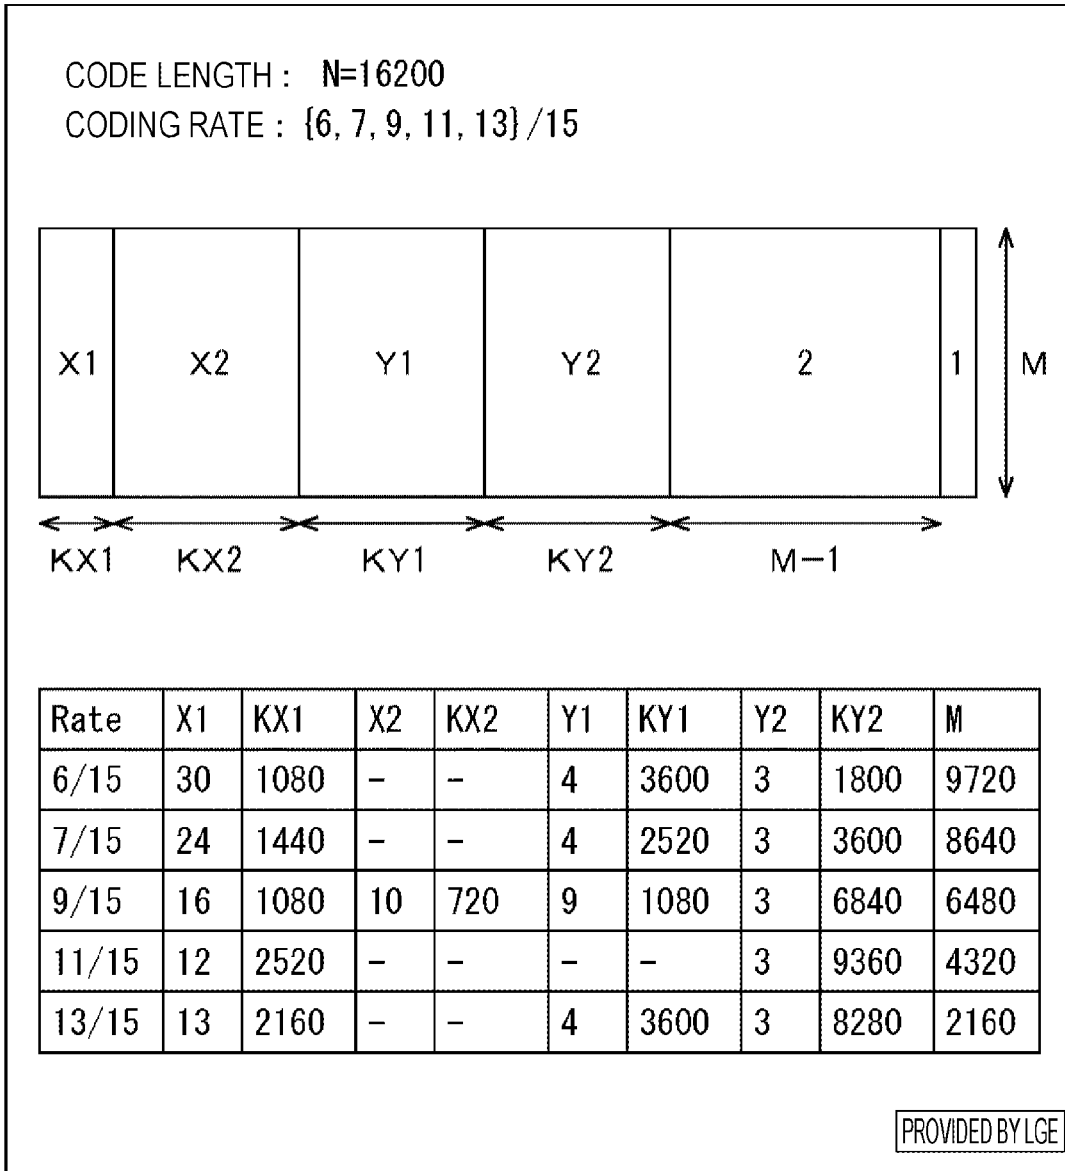 CODE LENGTH : N=16200
CODING RATE : {6, 7, 9, 11, 13}/15
X1 X2 Y1 Y2 2 1 M
KX1 KX2 KY1 KY2 M-1
Rate X1 KX1 X2 KX2 Y1 KY1 Y2 KY2 M
6/15 30 1080 - - 4 3600 3 1800 9720
7/15 24 1440 - - 4 2520 3 3600 8640
9/15 16 1080 10 720 9 1080 3 6840 6480
11/15 12 2520 - - - - 3 9360 4320
13/15 13 2160 - - 4 3600 3 8280 2160
PROVIDED BY LGE